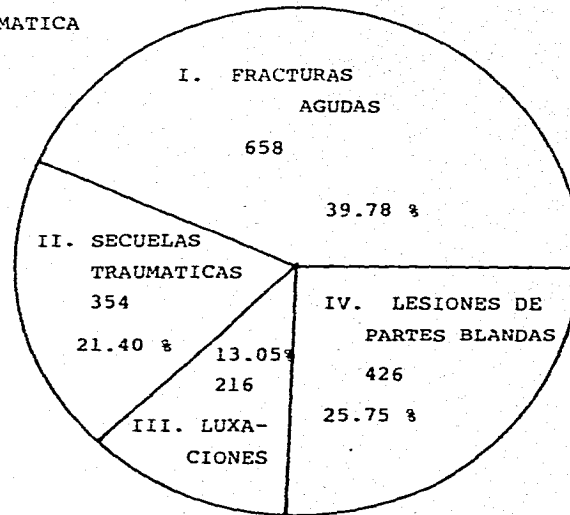 MATICA
I. FRACTURAS
AGUDAS
658
39.78 %
II. SECUELAS
TRAUMATICAS
354
21.40 %
13.05%
216
III. LUXA-
CIONES
IV. LESIONES DE
PARTES BLANDAS
426
25.75 %